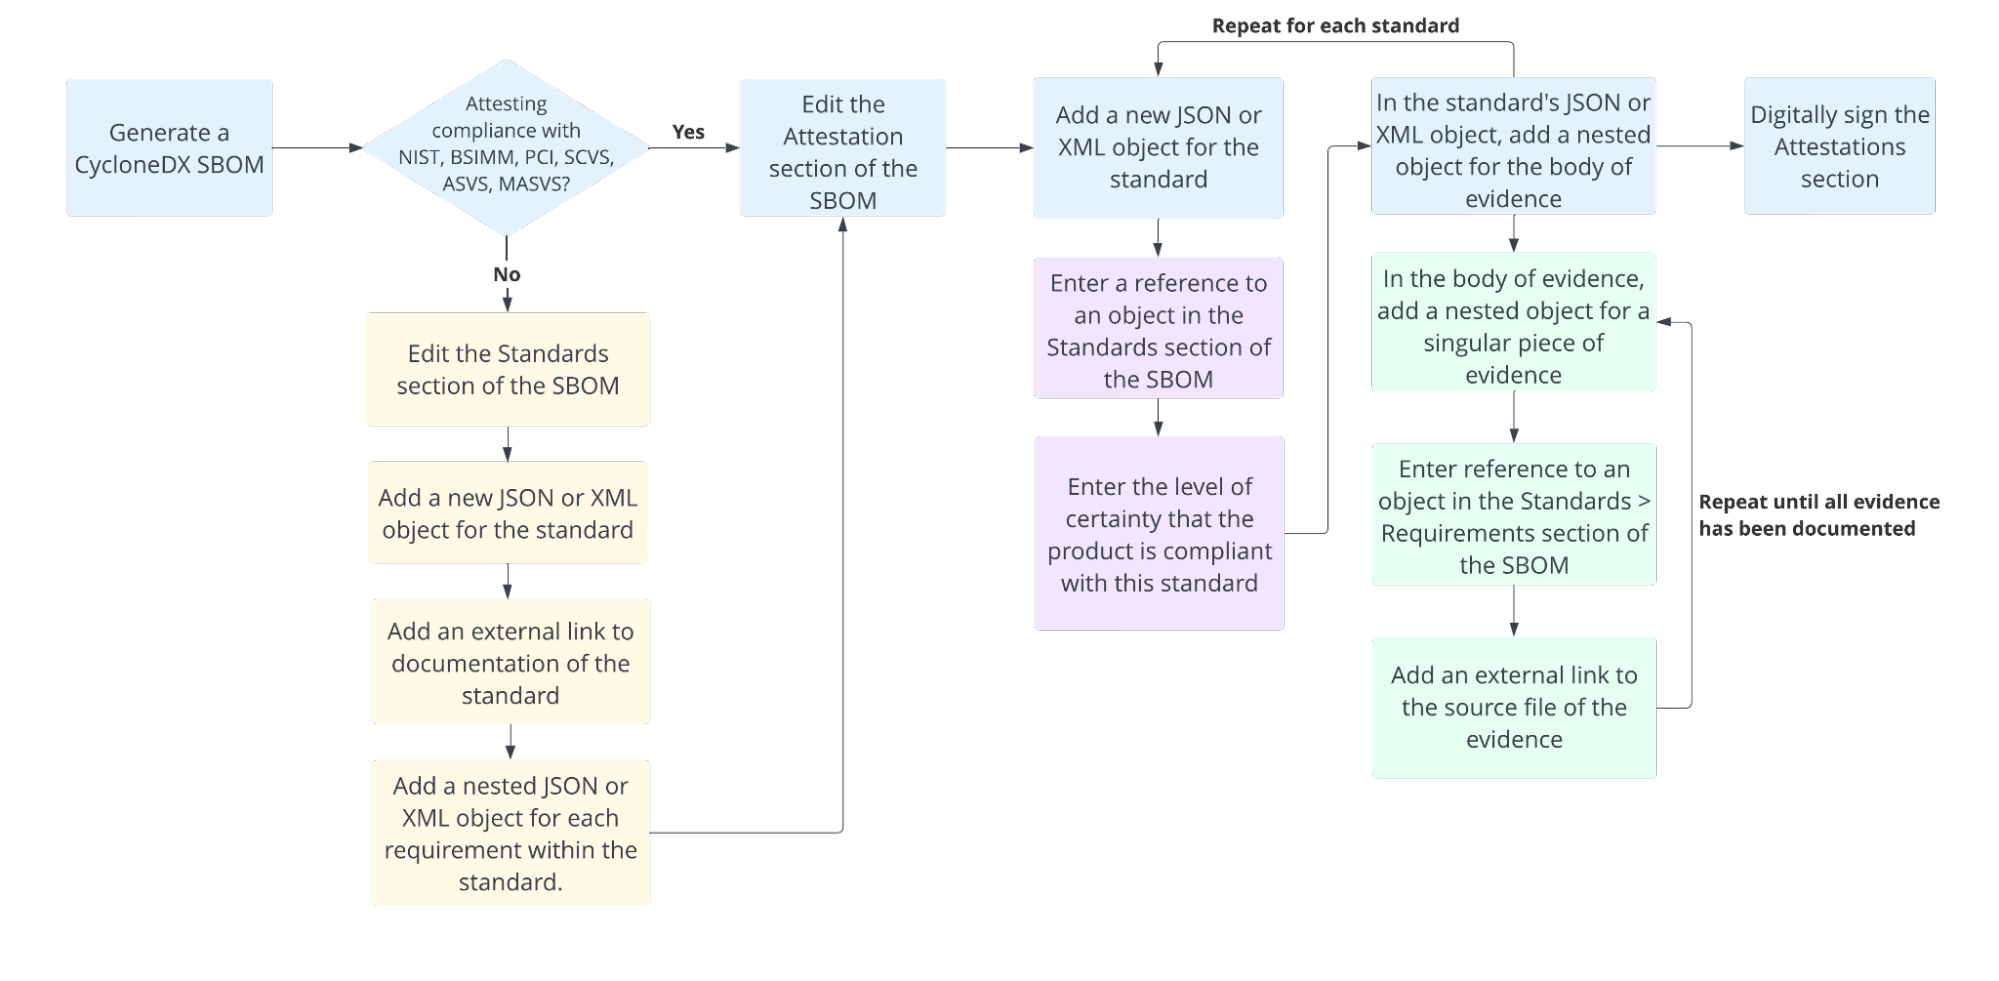 Repeat for each standard
Generate a
CycloneDX SBOM
Attesting
compliance with
NIST, BSIMM, PCI, SCVS,
ASVS, MASVS?
Yes
No
Edit the
Attestation
section of the
SBOM
Add a new JSON or
XML object for the
standard
In the standard's JSON or
XML object, add a nested
object for the body of
evidence
Digitally sign the
Attestations
section
Edit the Standards
section of the SBOM
Add a new JSON or XML
object for the standard
Add an external link to
documentation of the
standard
Add a nested JSON or
XML object for each
requirement within the
standard.
Enter a reference to
an object in the
Standards section of
the SBOM
Enter the level of
certainty that the
product is compliant
with this standard
In the body of evidence,
add a nested object for a
singular piece of
evidence
Enter reference to an
object in the Standards >
Requirements section of
the SBOM
Add an external link to
the source file of the
evidence
Repeat until all evidence
has been documented